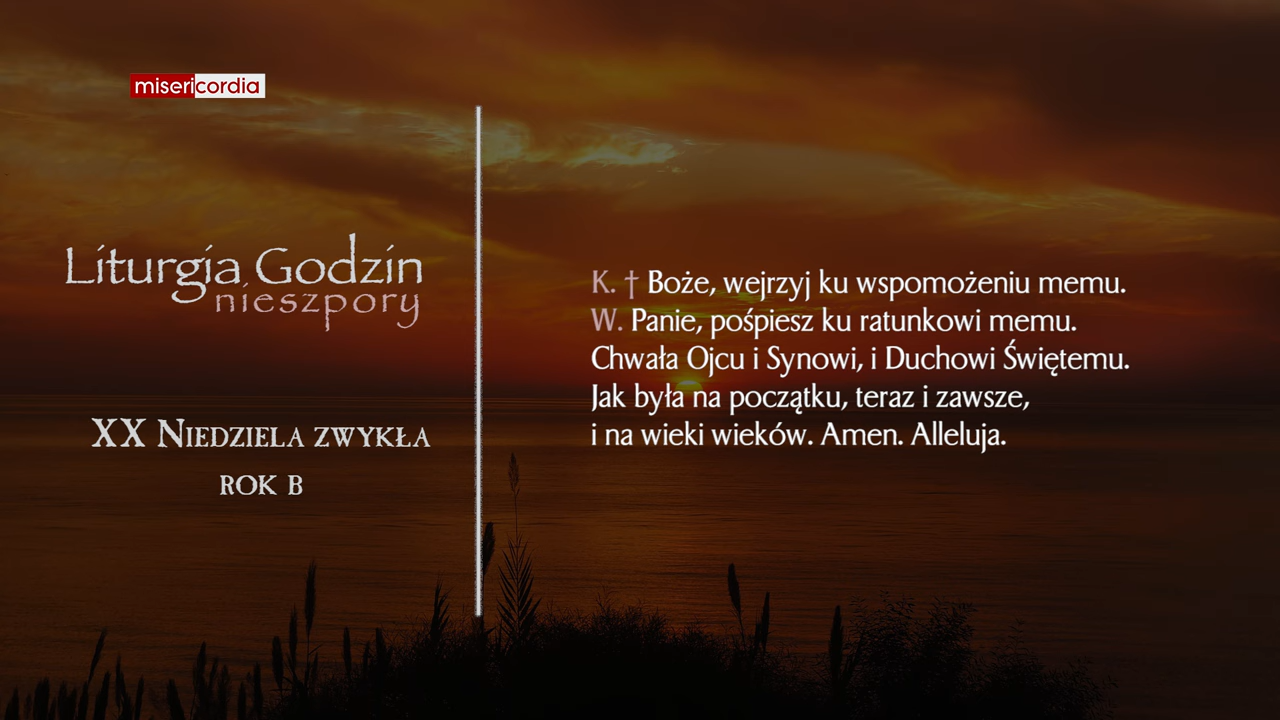 misericordia
Liturgia Godzin
nieszpory
XX Niedziela zwykła
rok B
K. † Boże, wejrzyj ku wspomożeniu memu.
W. Panie, pośpiesz ku ratunkowi memu.
Chwała Ojcu i Synowi, i Duchowi Świętemu.
Jak była na początku, teraz i zawsze,
i na wieki wieków. Amen. Alleluja.